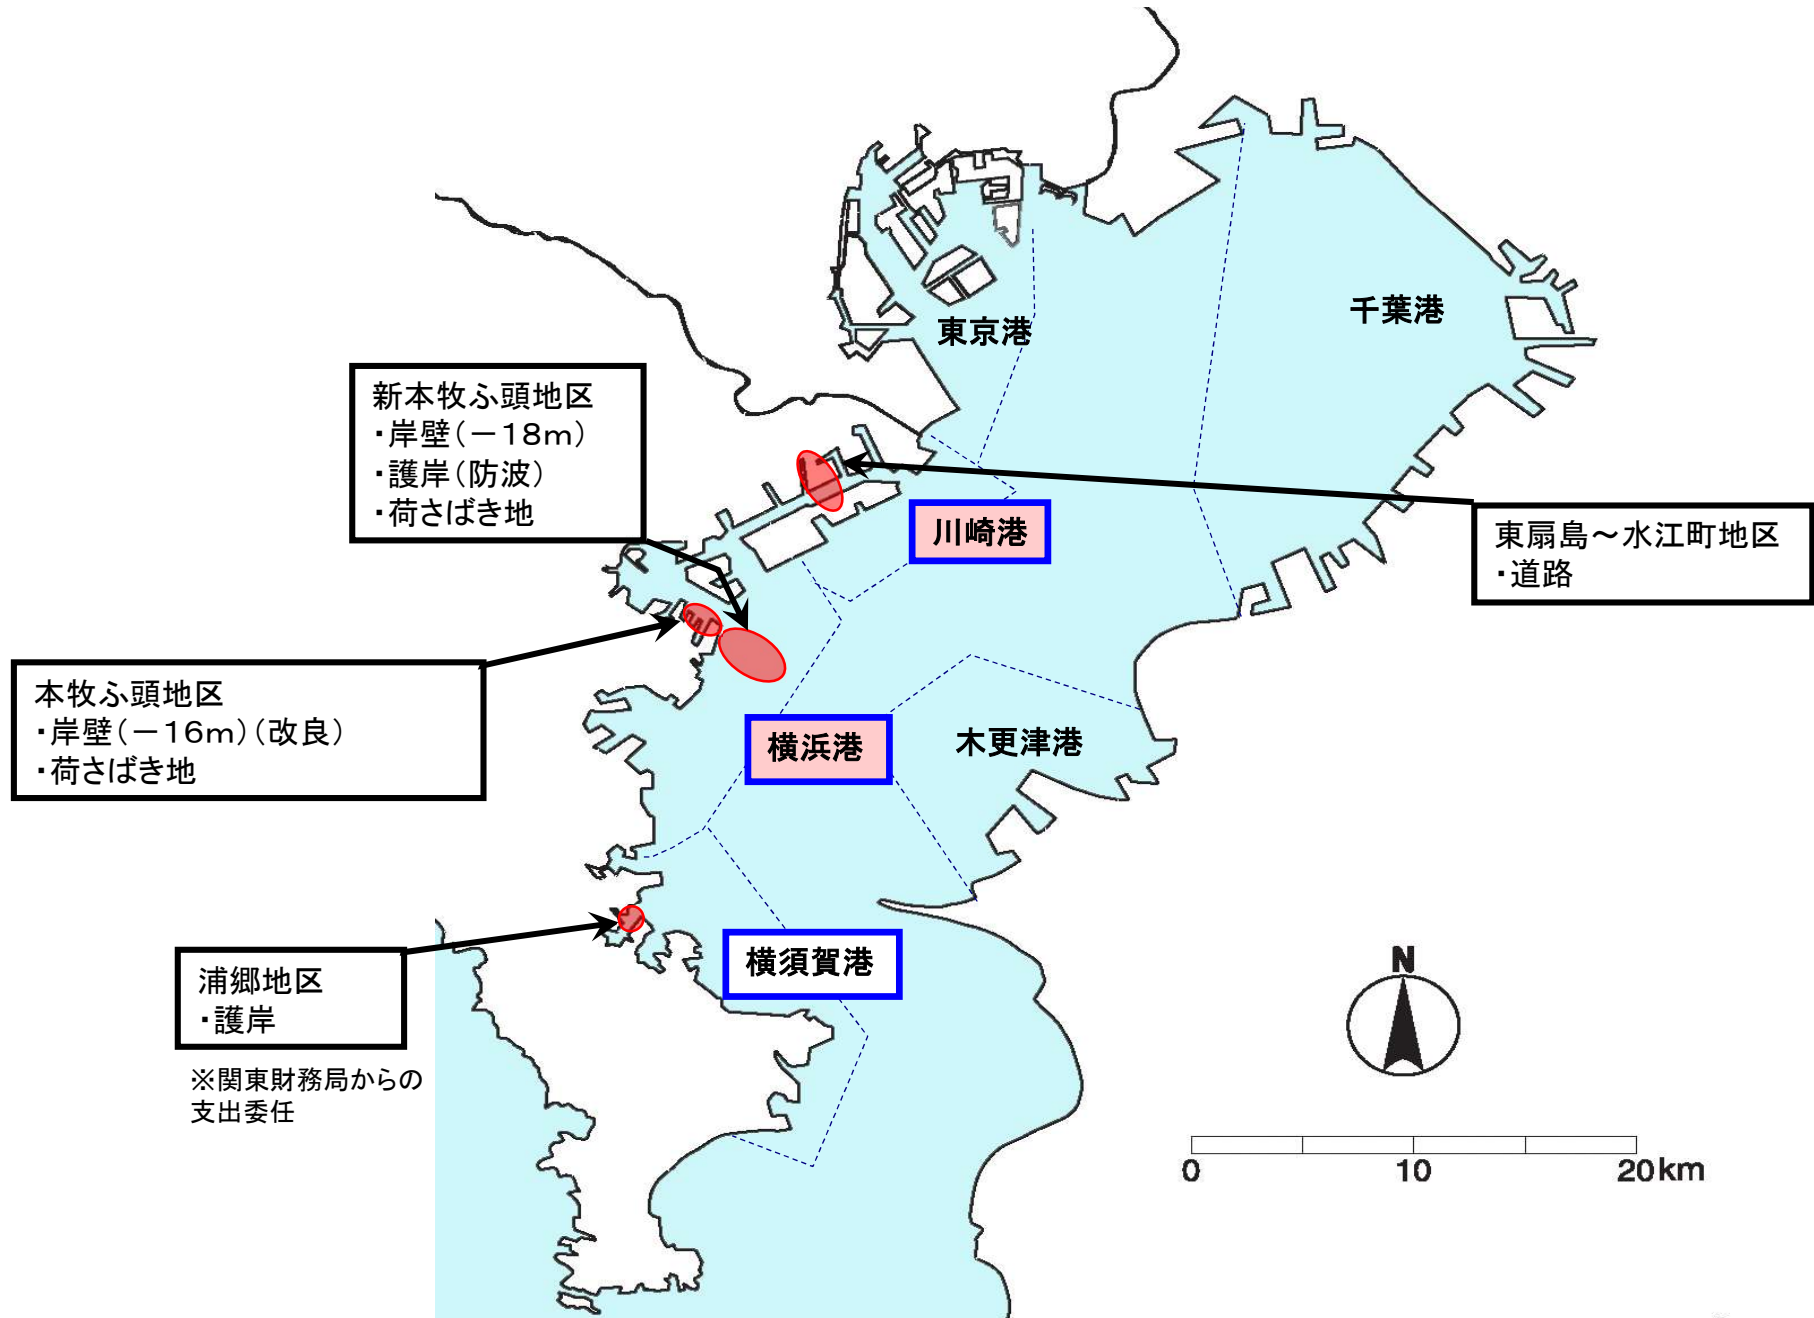 東京港
千葉港
新本牧ふ頭地区
・岸壁(－18m)
・護岸(防波)
・荷さばき地
川崎港
東扇島～水江町地区
・道路
本牧ふ頭地区
・岸壁(－16m)(改良)
・荷さばき地
横浜港
木更津港
浦郷地区
・護岸
※関東財務局からの
支出委任
横須賀港
N
0 10 20km